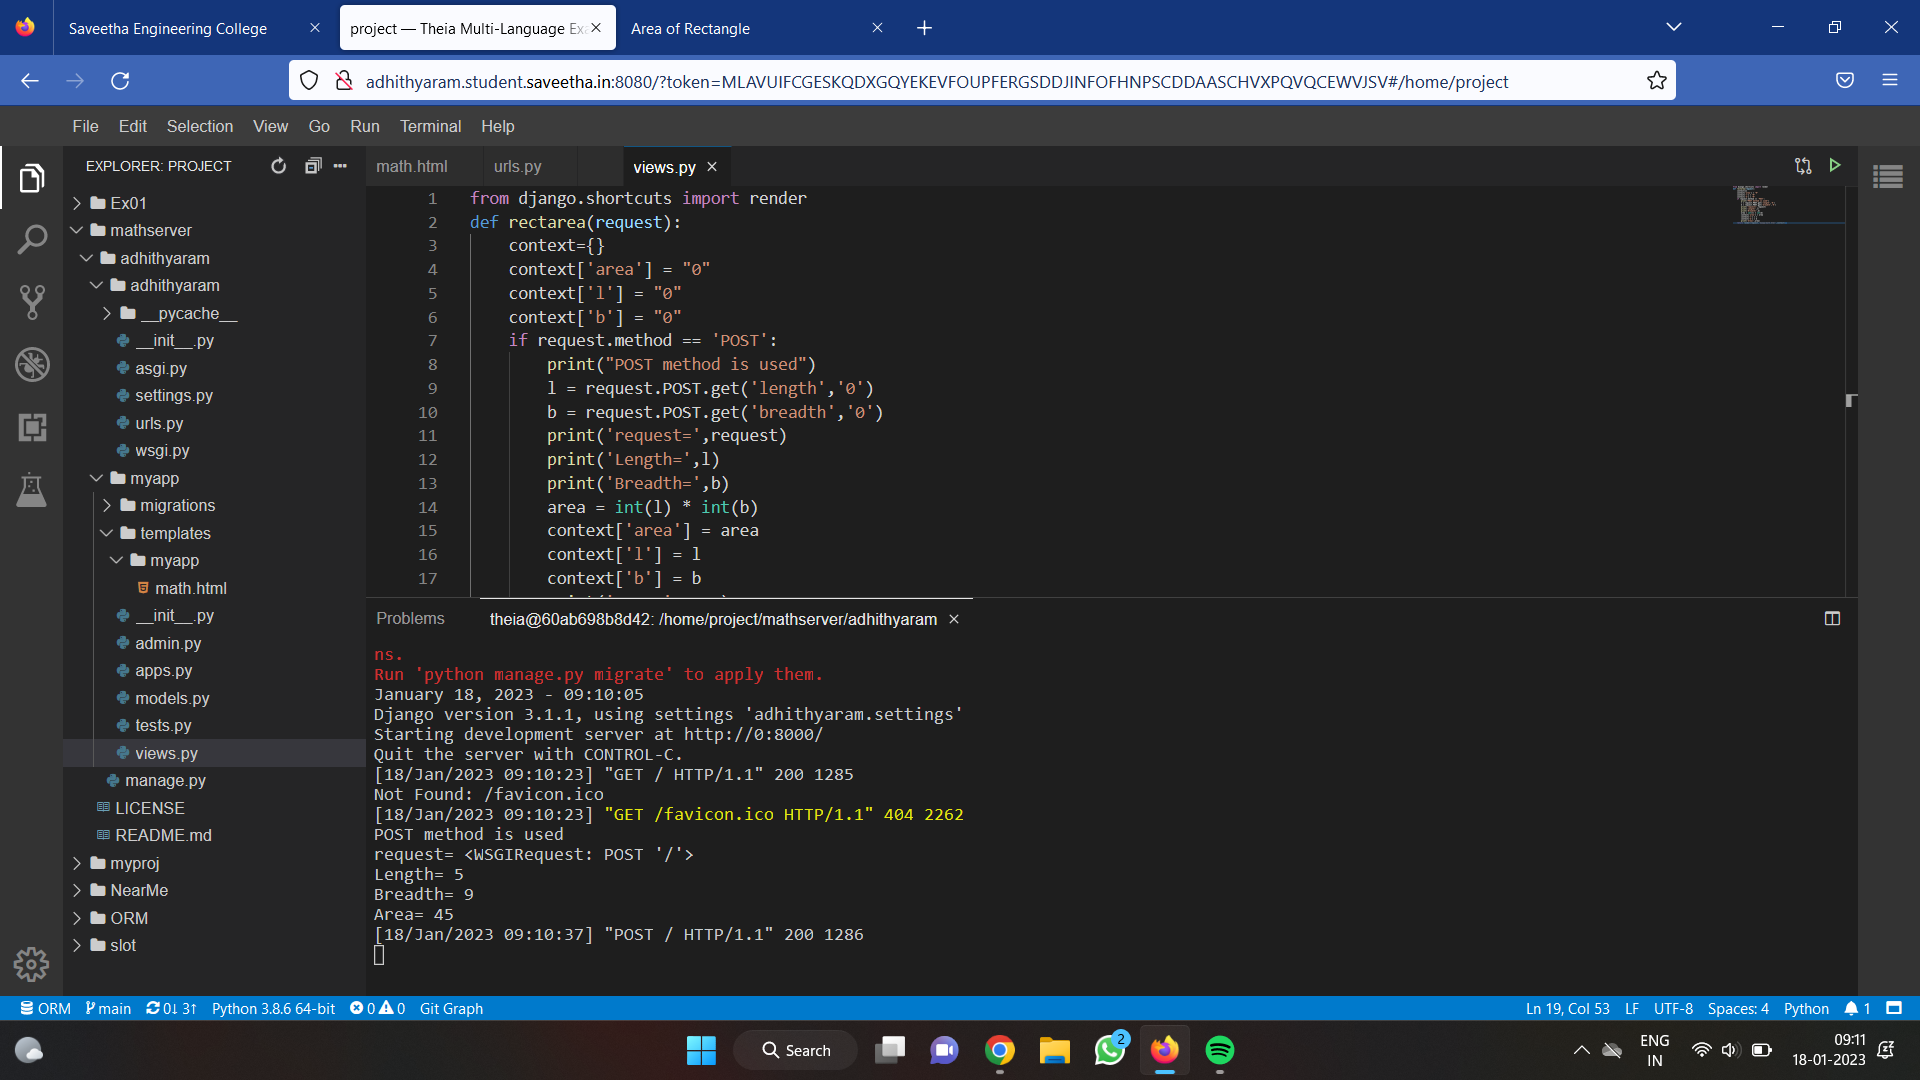 Saveetha Engineering College
project — Theia Multi-Language Exa
Area of Rectangle
adhithyaram.student.saveetha.in:8080/?token=MLAVUIFCGESKQDXGQYEKEVFOUPFERGSDDJINFOFHNPSCDDAASCHVXPQVQCEWVJSV#/home/project
File Edit Selection View Go Run Terminal Help
EXPLORER: PROJECT
Ex01
mathserver
adhithyaram
adhithyaram
__pycache__
__init__.py
asgi.py
settings.py
urls.py
wsgi.py
myapp
migrations
templates
myapp
math.html
__init__.py
admin.py
apps.py
models.py
tests.py
views.py
manage.py
LICENSE
README.md
myproj
NearMe
ORM
slot
math.html urls.py views.py
1 from django.shortcuts import render
2 def rectarea(request):
3 context={}
4 context['area'] = "0"
5 context['l'] = "0"
6 context['b'] = "0"
7 if request.method == 'POST':
8 print("POST method is used")
9 l = request.POST.get('length','0')
10 b = request.POST.get('breadth','0')
11 print('request=',request)
12 print('Length=',l)
13 print('Breadth=',b)
14 area = int(l) * int(b)
15 context['area'] = area
16 context['l'] = l
17 context['b'] = b
Problems theia@60ab698b8d42: /home/project/mathserver/adhithyaram
ns.
Run 'python manage.py migrate' to apply them.
January 18, 2023 - 09:10:05
Django version 3.1.1, using settings 'adhithyaram.settings'
Starting development server at http://0:8000/
Quit the server with CONTROL-C.
[18/Jan/2023 09:10:23] "GET / HTTP/1.1" 200 1285
Not Found: /favicon.ico
[18/Jan/2023 09:10:23] "GET /favicon.ico HTTP/1.1" 404 2262
POST method is used
request= <WSGIRequest: POST '/'>
Length= 5
Breadth= 9
Area= 45
[18/Jan/2023 09:10:37] "POST / HTTP/1.1" 200 1286
ORM main 0↓ 3↑ Python 3.8.6 64-bit 0 0 Git Graph
Ln 19, Col 53 LF UTF-8 Spaces: 4 Python 1
Search
2
ENG
IN
09:11
18-01-2023